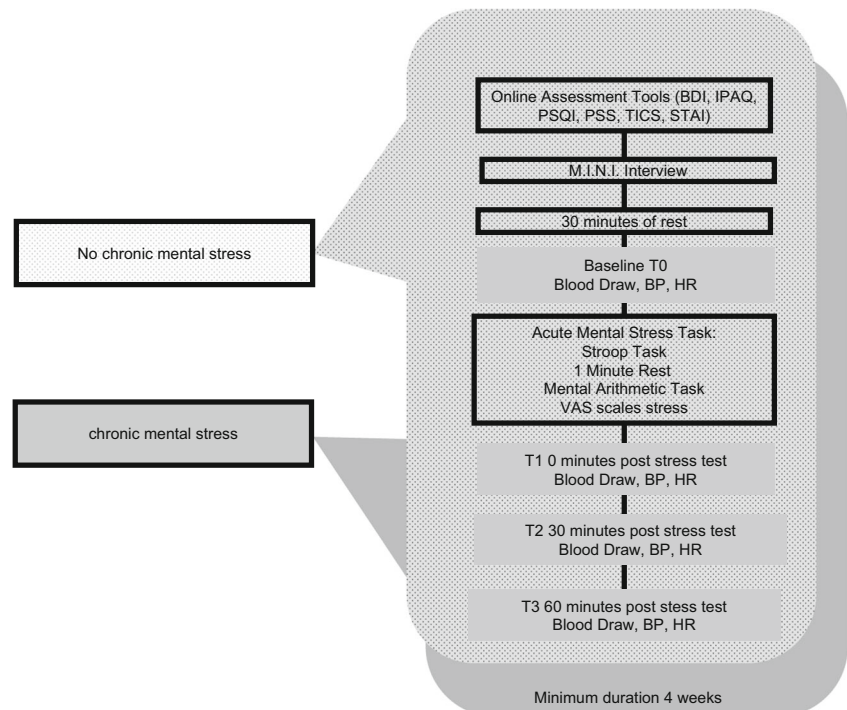 Online Assessment Tools (BDI, IPAQ,
PSQI, PSS, TICS, STAI)
M.I.N.I. Interview
30 minutes of rest
No chronic mental stress
Baseline T0
Blood Draw, BP, HR
Acute Mental Stress Task:
Stroop Task
1 Minute Rest
Mental Arithmetic Task
VAS scales stress
chronic mental stress
T1 0 minutes post stress test
Blood Draw, BP, HR
T2 30 minutes post stress test
Blood Draw, BP, HR
T3 60 minutes post stess test
Blood Draw, BP, HR
Minimum duration 4 weeks